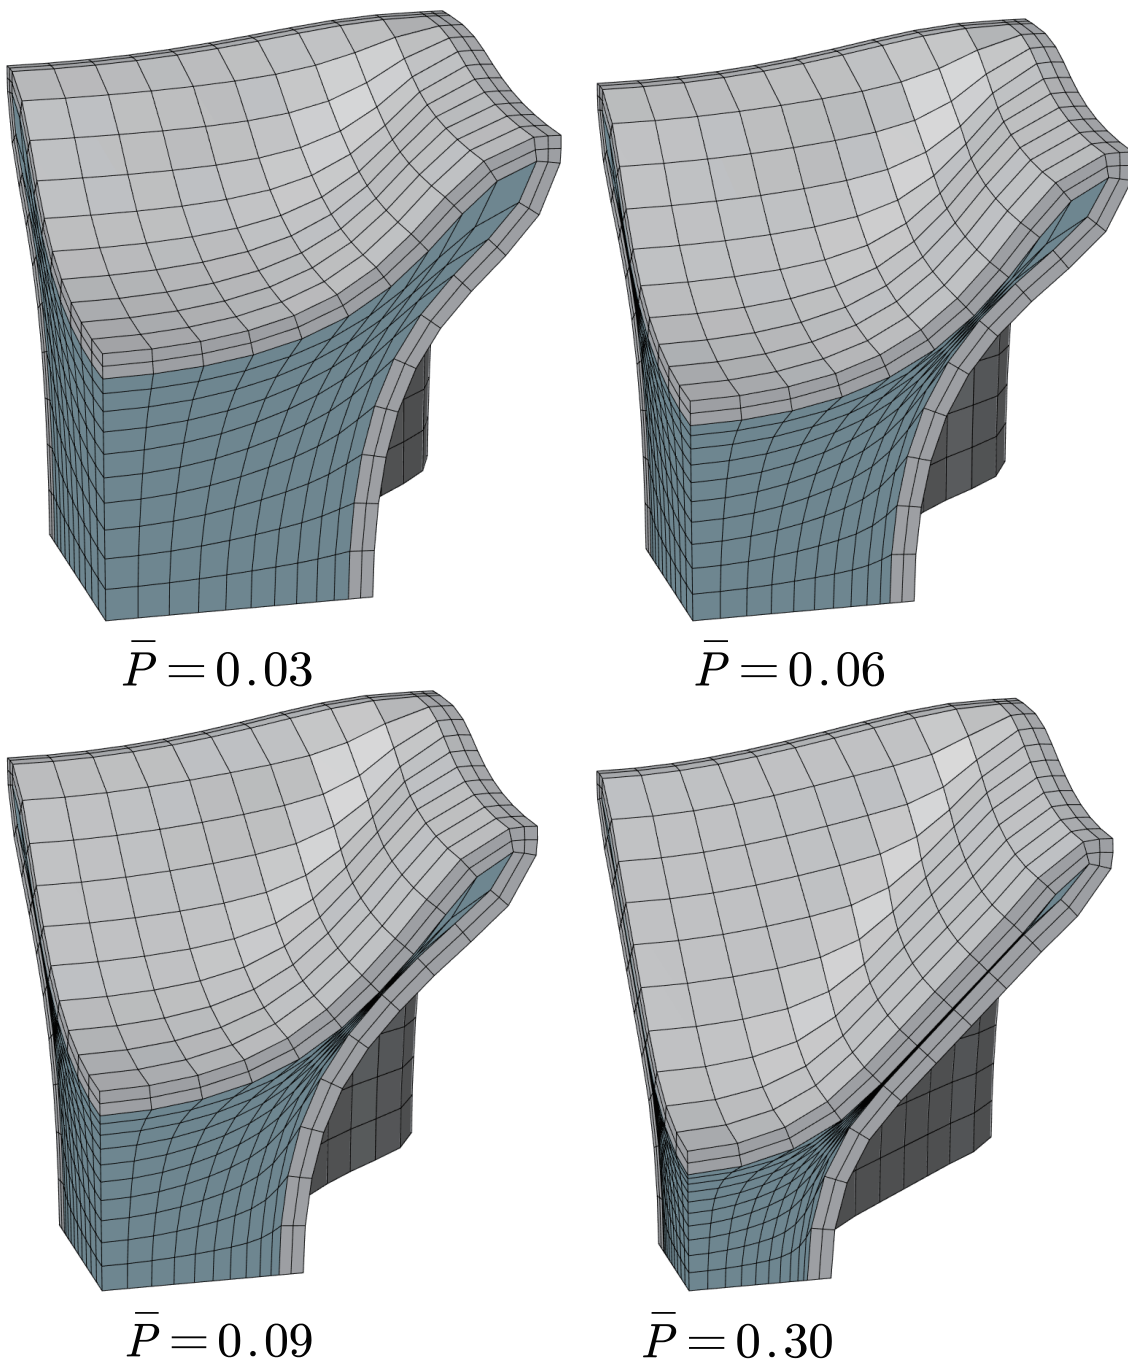 P̅ = 0.03
P̅ = 0.06
P̅ = 0.09
P̅ = 0.30